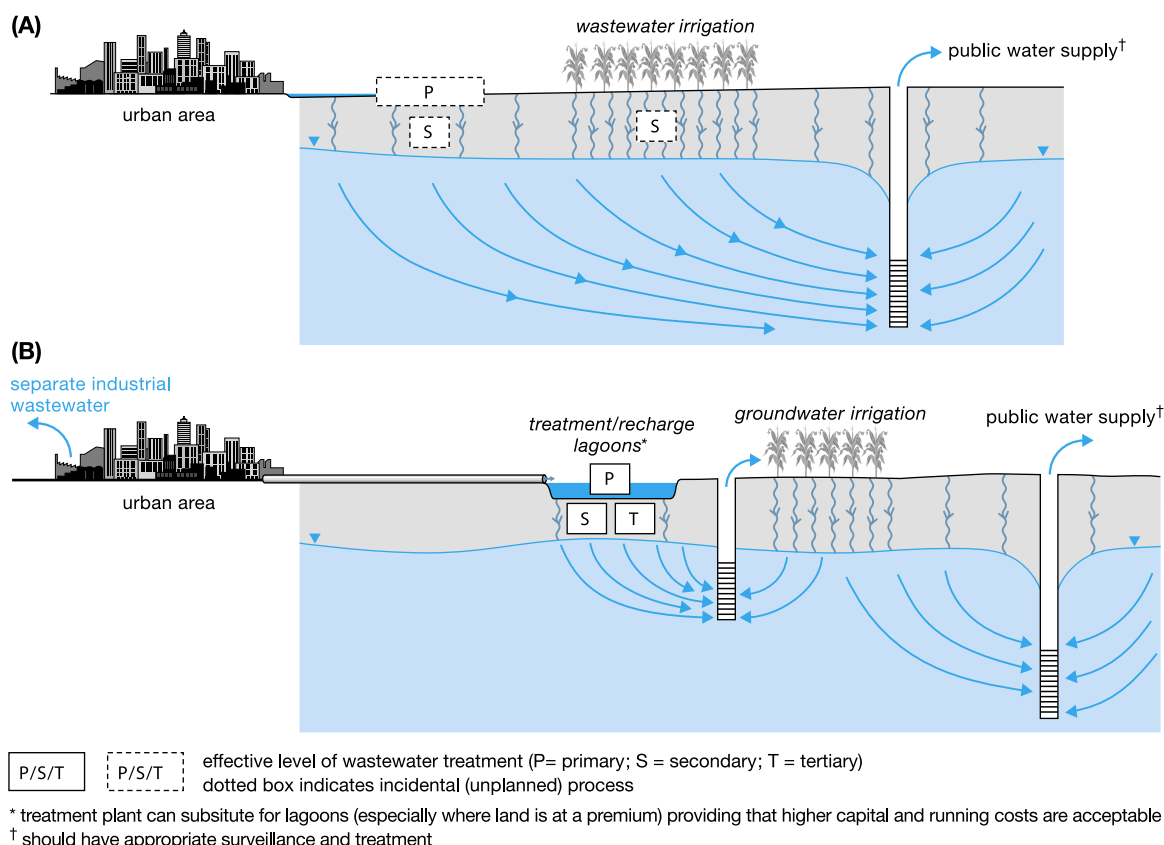 (A)
wastewater irrigation
public water supply†
P
urban area
S
S
(B)
separate industrial
wastewater
treatment/recharge
lagoons*
groundwater irrigation
public water supply†
P
urban area
S
T
P/S/T
P/S/T
effective level of wastewater treatment (P= primary; S = secondary; T = tertiary)
dotted box indicates incidental (unplanned) process
* treatment plant can subsitute for lagoons (especially where land is at a premium) providing that higher capital and running costs are acceptable
† should have appropriate surveillance and treatment